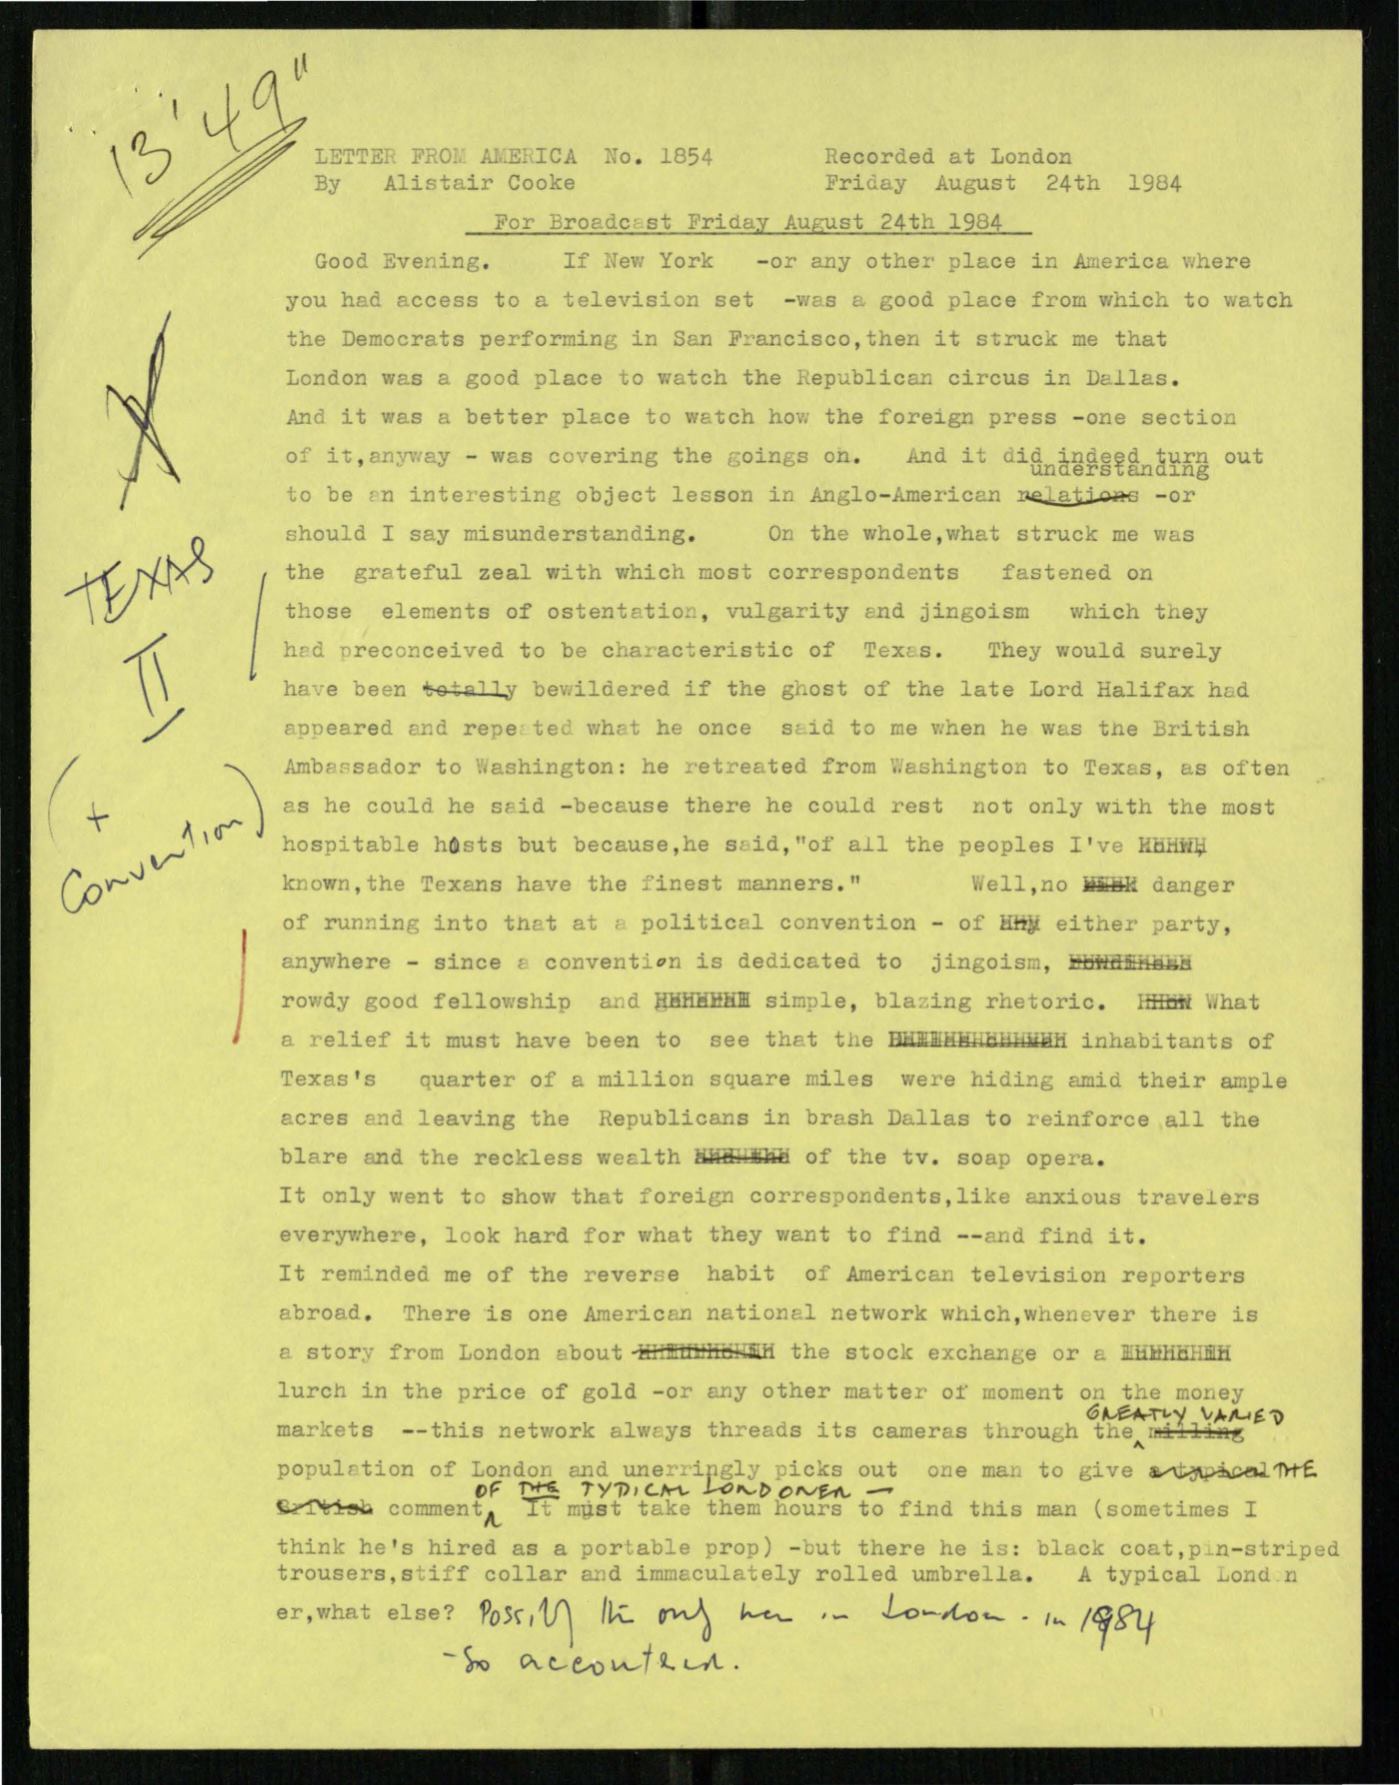 13'49"
LETTER FROM AMERICA No. 1854 Recorded at London
By Alistair Cooke Friday August 24th 1984
For Broadcast Friday August 24th 1984
Good Evening. If New York -or any other place in America where
you had access to a television set -was a good place from which to watch
the Democrats performing in San Francisco,then it struck me that
London was a good place to watch the Republican circus in Dallas.
And it was a better place to watch how the foreign press -one section
of it,anyway - was covering the goings on. And it did indeed turn out
understanding
to be an interesting object lesson in Anglo-American relations -or
should I say misunderstanding. On the whole,what struck me was
TEXAS
II
(+
Convention)
the grateful zeal with which most correspondents fastened on
those elements of ostentation, vulgarity and jingoism which they
had preconceived to be characteristic of Texas. They would surely
have been totally bewildered if the ghost of the late Lord Halifax had
appeared and repeated what he once said to me when he was the British
Ambassador to Washington: he retreated from Washington to Texas, as often
as he could he said -because there he could rest not only with the most
hospitable hosts but because,he said,"of all the peoples I've
known,the Texans have the finest manners." Well,no danger
of running into that at a political convention - of any either party,
anywhere - since a convention is dedicated to jingoism,
rowdy good fellowship and simple, blazing rhetoric. What
a relief it must have been to see that the inhabitants of
Texas's quarter of a million square miles were hiding amid their ample
acres and leaving the Republicans in brash Dallas to reinforce all the
blare and the reckless wealth of the tv. soap opera.
It only went to show that foreign correspondents,like anxious travelers
everywhere, look hard for what they want to find --and find it.
It reminded me of the reverse habit of American television reporters
abroad. There is one American national network which,whenever there is
a story from London about the stock exchange or a
lurch in the price of gold -or any other matter of moment on the money
GREATLY VARIED
markets --this network always threads its cameras through the milling
population of London and unerringly picks out one man to give a typical THE
OF THE TYPICAL LONDONER —
British comment, It must take them hours to find this man (sometimes I
think he's hired as a portable prop) -but there he is: black coat,pin-striped
trousers,stiff collar and immaculately rolled umbrella. A typical London
er,what else? Possibly the only man in London - in 1984
- so accoutered.